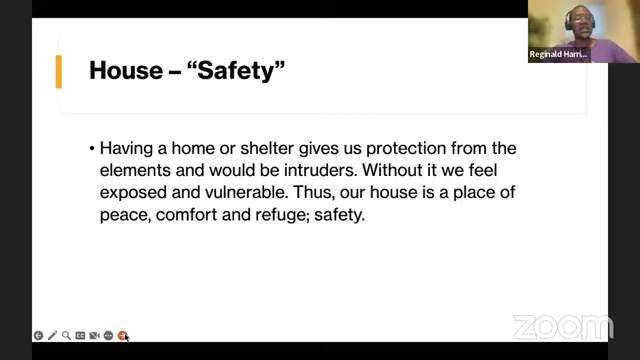 House – “Safety”
• Having a home or shelter gives us protection from the
elements and would be intruders. Without it we feel
exposed and vulnerable. Thus, our house is a place of
peace, comfort and refuge; safety.
Reginald Harri...
CC
zoom